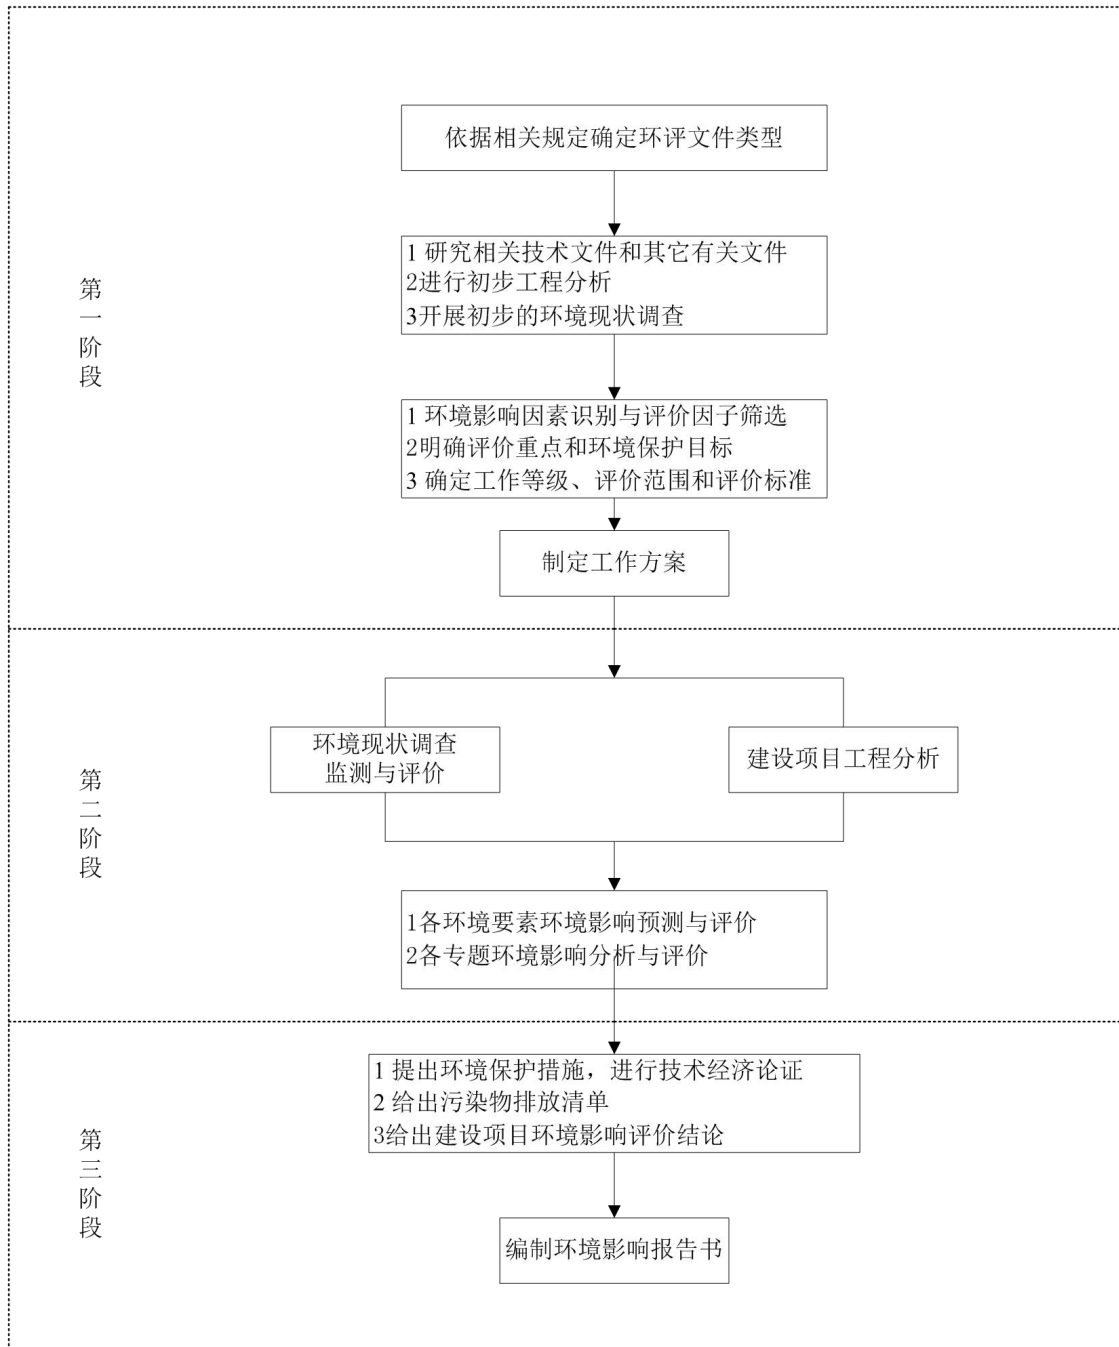 依据相关规定确定环评文件类型
1 研究相关技术文件和其它有关文件
2进行初步工程分析
3开展初步的环境现状调查
第一阶段
1 环境影响因素识别与评价因子筛选
2明确评价重点和环境保护目标
3 确定工作等级、评价范围和评价标准
制定工作方案
环境现状调查
监测与评价
建设项目工程分析
第二阶段
1各环境要素环境影响预测与评价
2各专题环境影响分析与评价
1 提出环境保护措施，进行技术经济论证
2 给出污染物排放清单
3给出建设项目环境影响评价结论
第三阶段
编制环境影响报告书